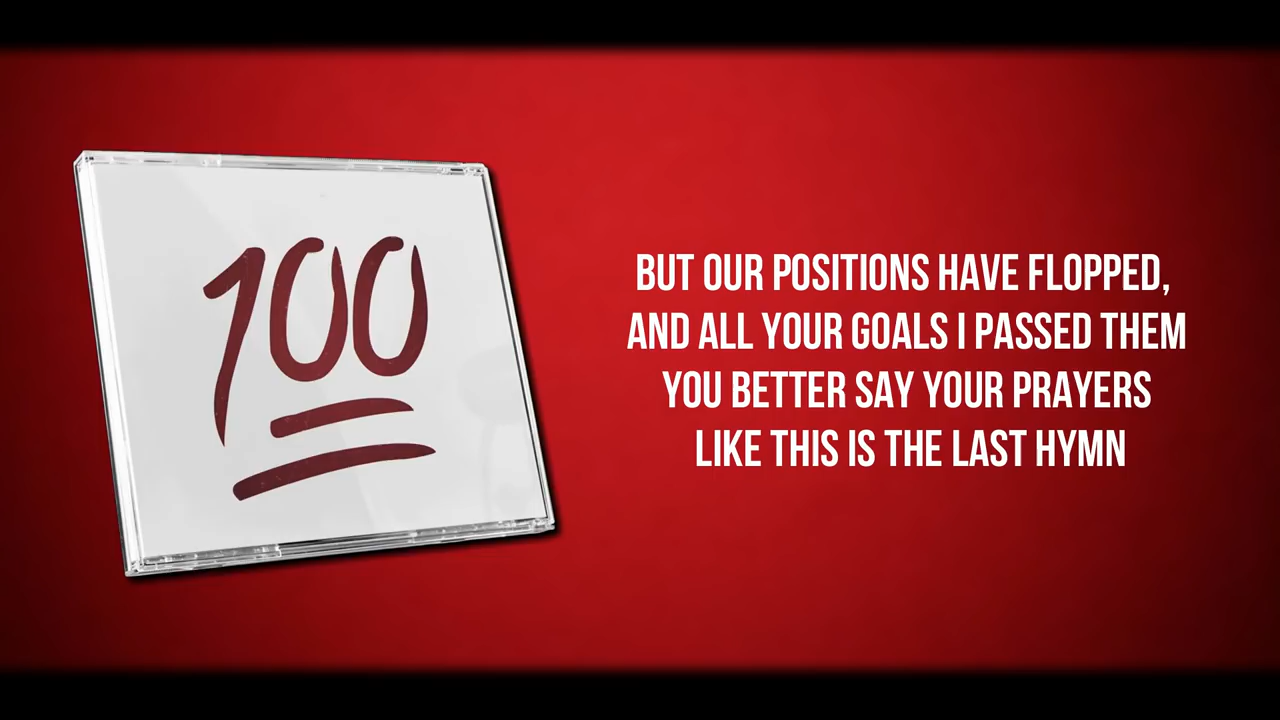 100
BUT OUR POSITIONS HAVE FLOPPED,
AND ALL YOUR GOALS I PASSED THEM
YOU BETTER SAY YOUR PRAYERS
LIKE THIS IS THE LAST HYMN